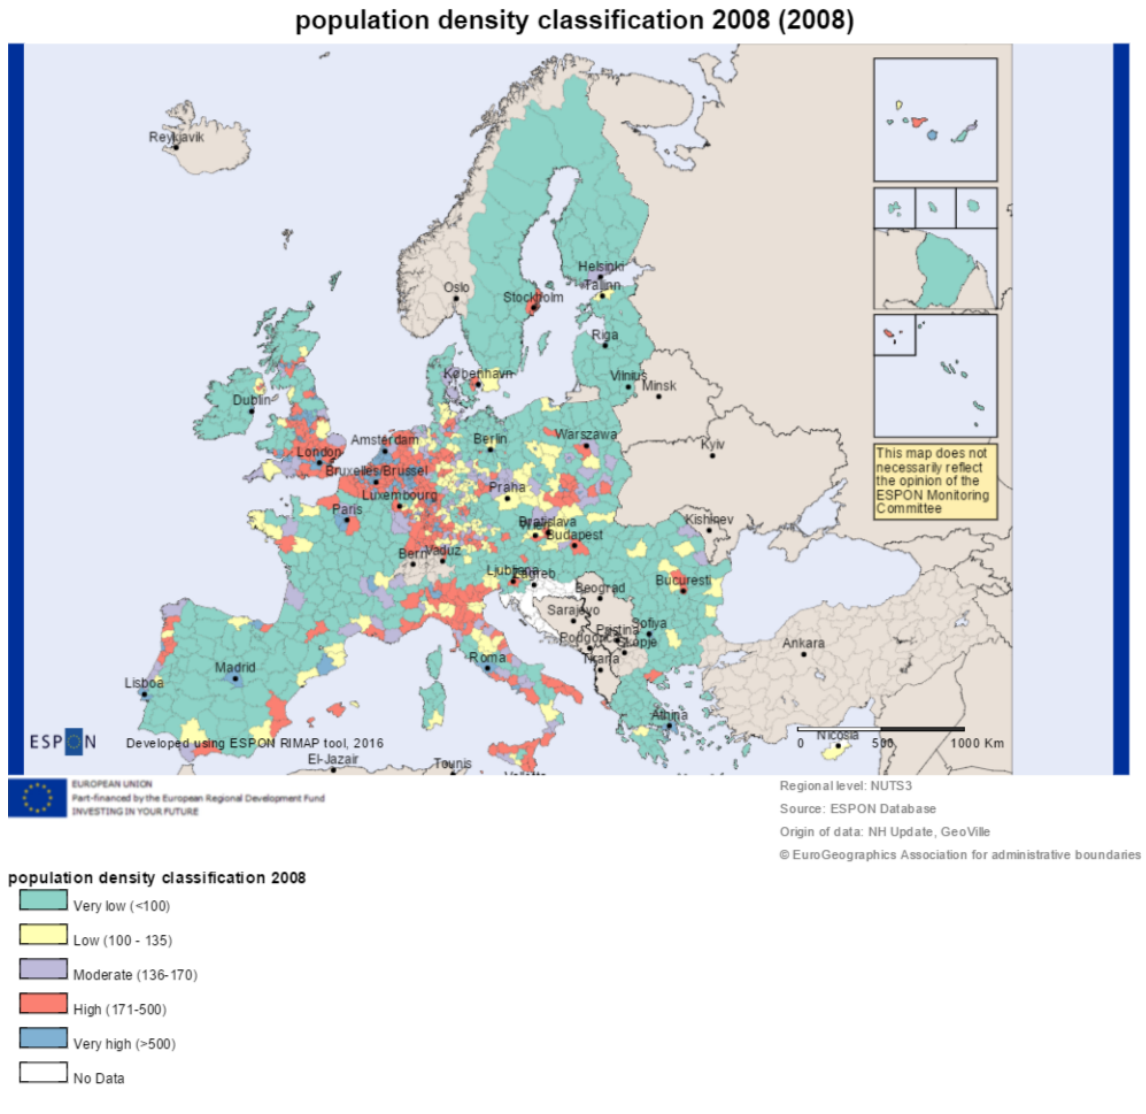 population density classification 2008 (2008)
Reykjavik
Helsinki
Tallinn
Oslo
Stockholm
Riga
København
Vilnius
Minsk
Dublin
Amsterdam
Berlin
Warszawa
London
Kyiv
Bruxelles/Brussel
Praha
Luxembourg
Paris
Bratislava
Kishinev
Budapest
Bern
Vaduz
Ljubljana
Zagreb
Beograd
Bucuresti
Sarajevo
Pristina
Sofiya
Podgorica
Skopje
Ankara
Madrid
Roma
Tirana
Lisboa
Athina
Nicosia
El-Jazair
Tounis
Valletta
This map does not
necessarily reflect
the opinion of the
ESPON Monitoring
Committee
ESPON
Developed using ESPON RIMAP tool, 2016
0 500 1000 Km
EUROPEAN UNION
Part-financed by the European Regional Development Fund
INVESTING IN YOUR FUTURE
Regional level: NUTS3
Source: ESPON Database
Origin of data: NH Update, GeoVille
© EuroGeographics Association for administrative boundaries
population density classification 2008
Very low (<100)
Low (100 - 135)
Moderate (136-170)
High (171-500)
Very high (>500)
No Data